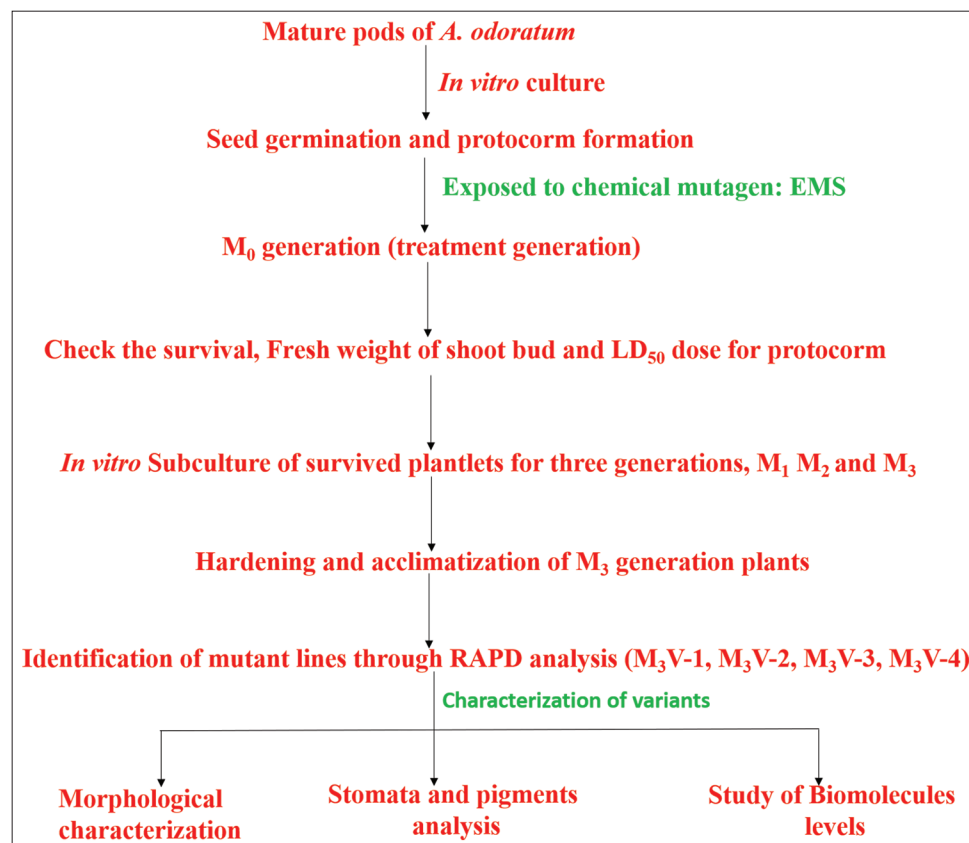 Mature pods of A. odoratum
In vitro culture
Seed germination and protocorm formation
Exposed to chemical mutagen: EMS
M₀ generation (treatment generation)
Check the survival, Fresh weight of shoot bud and LD₅₀ dose for protocorm
In vitro Subculture of survived plantlets for three generations, M₁ M₂ and M₃
Hardening and acclimatization of M₃ generation plants
Identification of mutant lines through RAPD analysis (M₃V-1, M₃V-2, M₃V-3, M₃V-4)
Characterization of variants
Morphological
characterization
Stomata and pigments
analysis
Study of Biomolecules
levels